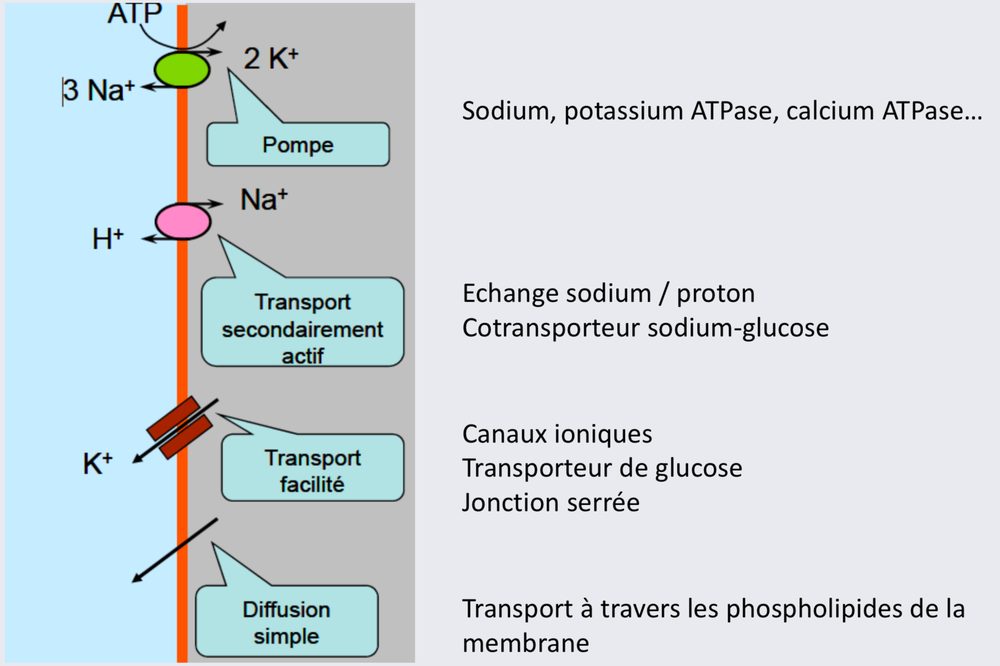 ATP
2 K⁺
3 Na⁺
Pompe
Sodium, potassium ATPase, calcium ATPase...
Na⁺
H⁺
Transport
secondairement
actif
Echange sodium / proton
Cotransporteur sodium-glucose
K⁺
Transport
facilité
Canaux ioniques
Transporteur de glucose
Jonction serrée
Diffusion
simple
Transport à travers les phospholipides de la
membrane